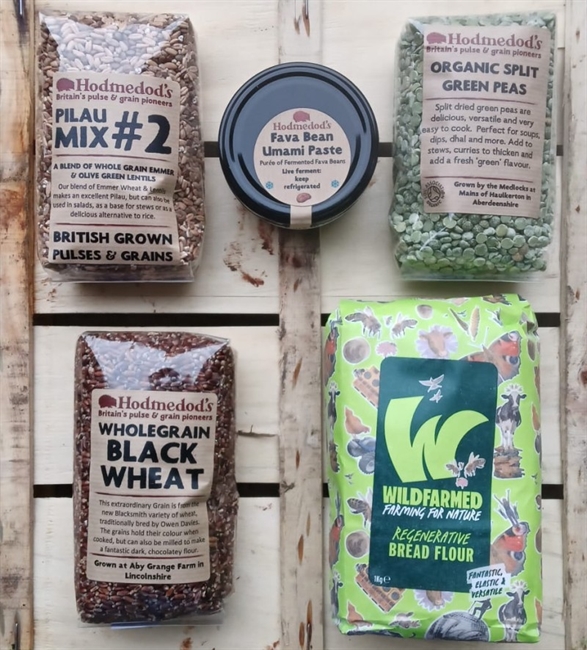 Hodmedod's
Britain's pulse & grain pioneers
PILAU
MIX #2
A BLEND OF WHOLE GRAIN EMMER
& OLIVE GREEN LENTILS
Our blend of Emmer Wheat & Lentils
makes an excellent Pilau, but can also be
used in salads, as a base for stews or as a
delicious alternative to rice.
BRITISH GROWN
PULSES & GRAINS
Hodmedod's
Fava Bean
Umami Paste
Purée of Fermented Fava Beans
Live ferment:
keep
refrigerated
Hodmedod's
Britain's pulse & grain pioneers
ORGANIC SPLIT
GREEN PEAS
Split dried green peas are
delicious, versatile and very
easy to cook. Perfect for soups,
dips, dhal and more. Add to
stews, curries to thicken and
add a fresh 'green' flavour.
Grown by the Medlocks at
Mains of Haulkerton in
Aberdeenshire
Hodmedod's
Britain's pulse & grain pioneers
WHOLEGRAIN
BLACK
WHEAT
This extraordinary Grain is from the
new Blacksmith variety of wheat,
traditionally bred by Owen Davies.
The grains hold their colour when
cooked, but can also be milled to make
a fantastic dark, chocolatey flour.
Grown at Aby Grange Farm in
Lincolnshire
W
WILDFARMED
FARMING FOR NATURE
REGENERATIVE
BREAD FLOUR
1kg e
FANTASTIC,
ELASTIC &
VERSATILE